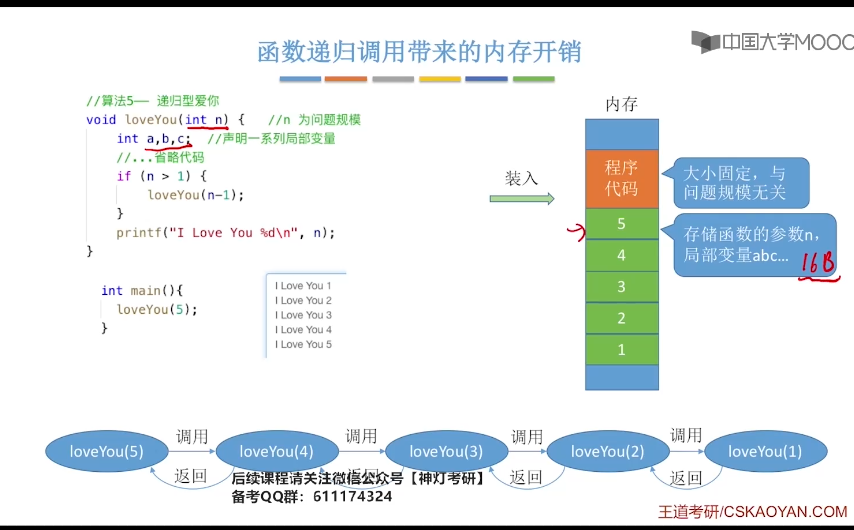 中国大学MOOC
函数递归调用带来的内存开销
//算法5—— 递归型爱你
void loveYou(int n) {   //n 为问题规模
int a,b,c;   //声明一系列局部变量
//...省略代码
if (n > 1) {
loveYou(n-1);
}
printf("I Love You %d\n", n);
}
int main(){
loveYou(5);
}
I Love You 1
I Love You 2
I Love You 3
I Love You 4
I Love You 5
装入
内存
程序
代码
5
4
3
2
1
大小固定，与
问题规模无关
存储函数的参数n，
局部变量abc...
16B
loveYou(5)
调用
返回
loveYou(4)
调用
返回
loveYou(3)
调用
返回
loveYou(2)
调用
返回
loveYou(1)
后续课程请关注微信公众号【神灯考研】
备考QQ群：611174324
王道考研/CSKAOYAN.COM